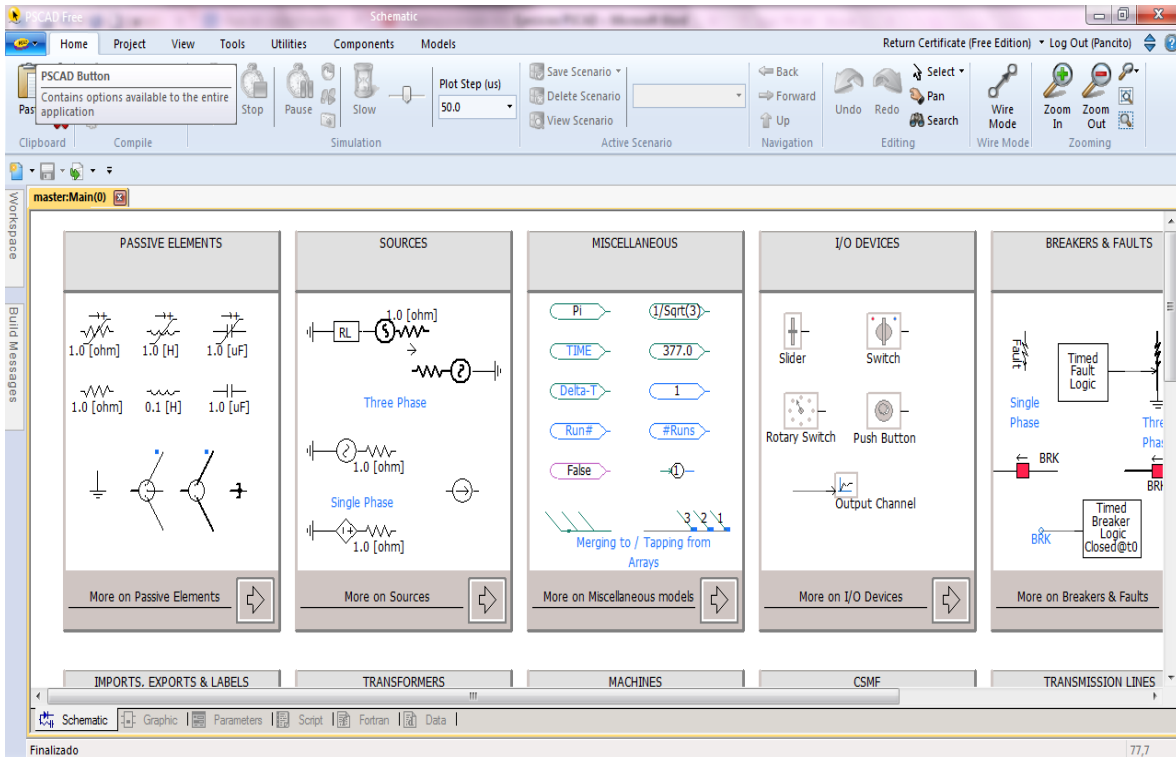 PSCAD Free
Schematic
Home
Project
View
Tools
Utilities
Components
Models
Return Certificate (Free Edition)
Log Out (Pancito)
PSCAD Button
Contains options available to the entire
application
Stop
Pause
Slow
Plot Step (us)
50.0
Save Scenario
Delete Scenario
View Scenario
Back
Forward
Up
Undo
Redo
Select
Pan
Search
Wire
Mode
Zoom
In
Zoom
Out
Clipboard
Compile
Simulation
Active Scenario
Navigation
Editing
Wire Mode
Zooming
Workspace
Build Messages
master:Main(0)
PASSIVE ELEMENTS
1.0 [ohm]
1.0 [H]
1.0 [uF]
1.0 [ohm]
0.1 [H]
1.0 [uF]
More on Passive Elements
SOURCES
1.0 [ohm]
RL
Three Phase
1.0 [ohm]
Single Phase
1.0 [ohm]
More on Sources
MISCELLANEOUS
Pi
1/Sqrt(3)
TIME
377.0
Delta-T
1
Run#
#Runs
False
1
3 2 1
Merging to / Tapping from
Arrays
More on Miscellaneous models
I/O DEVICES
Slider
Switch
Rotary Switch
Push Button
Output Channel
More on I/O Devices
BREAKERS & FAULTS
Fault
Timed
Fault
Logic
Single
Phase
BRK
BRK
Timed
Breaker
Logic
Closed@t0
More on Breakers & Faults
IMPORTS, EXPORTS & LABELS
TRANSFORMERS
MACHINES
CSMF
TRANSMISSION LINES
Schematic
Graphic
Parameters
Script
Fortran
Data
Finalizado
77,7